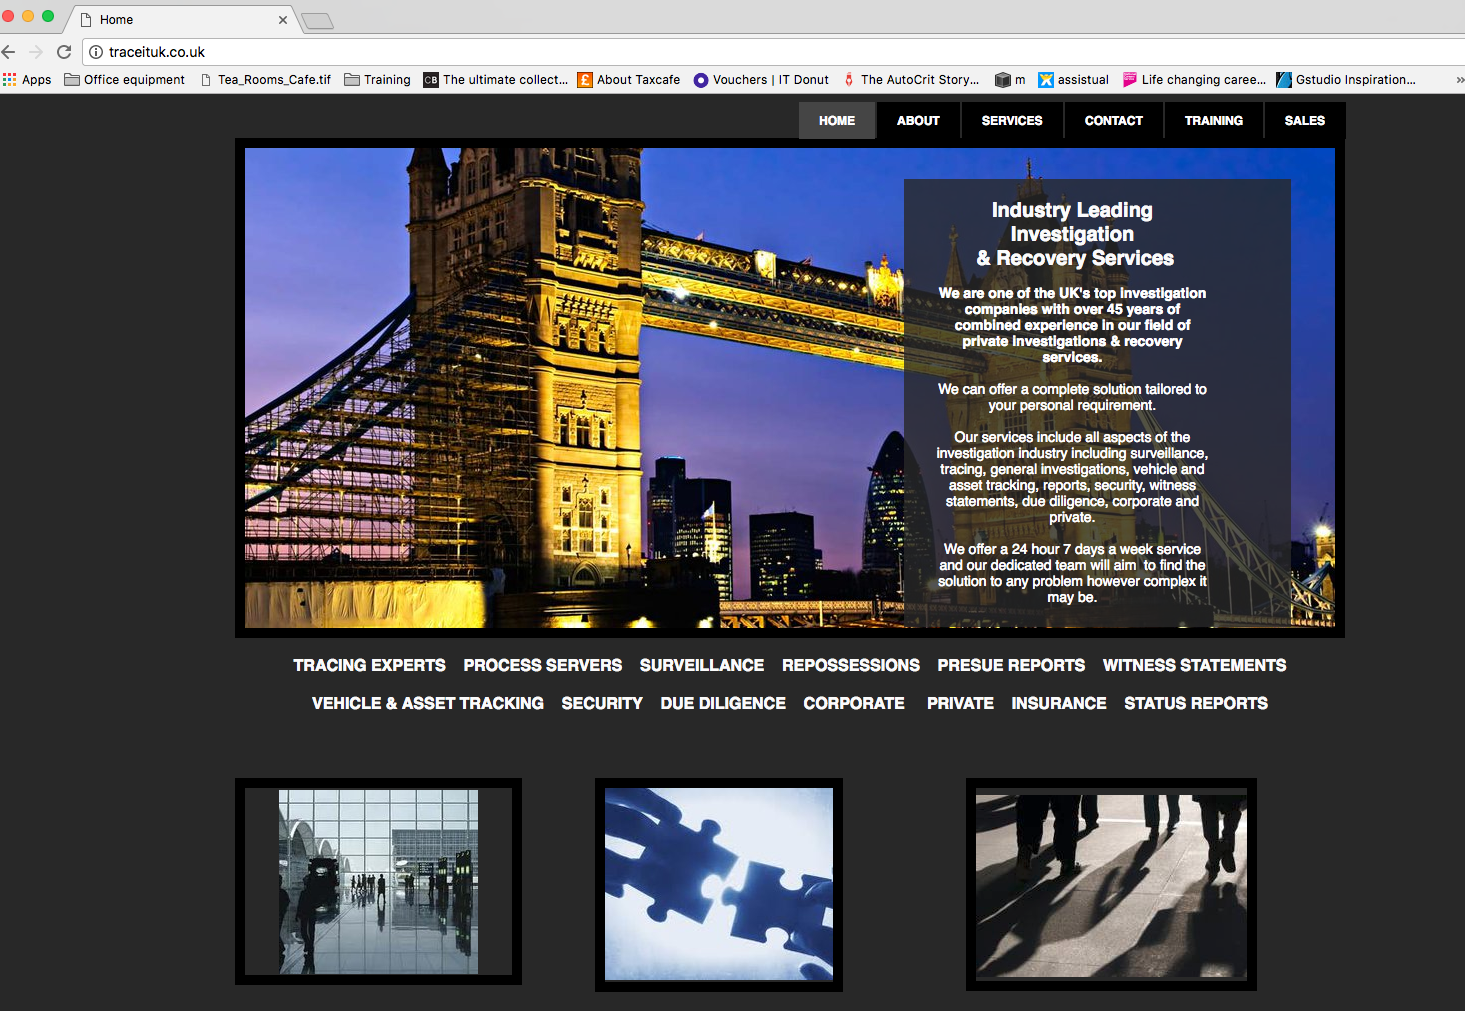 Home
traceituk.co.uk
Apps Office equipment Tea_Rooms_Cafe.tif Training CB The ultimate collect... £ About Taxcafe Vouchers | IT Donut The AutoCrit Story... m assistual Life changing caree... Gstudio Inspiration... »
HOME ABOUT SERVICES CONTACT TRAINING SALES
Industry Leading
Investigation
& Recovery Services
We are one of the UK's top investigation
companies with over 45 years of
combined experience in our field of
private investigations & recovery
services.
We can offer a complete solution tailored to
your personal requirement.
Our services include all aspects of the
investigation industry including surveillance,
tracing, general investigations, vehicle and
asset tracking, reports, security, witness
statements, due diligence, corporate and
private.
We offer a 24 hour 7 days a week service
and our dedicated team will aim to find the
solution to any problem however complex it
may be.
TRACING EXPERTS PROCESS SERVERS SURVEILLANCE REPOSSESSIONS PRESUE REPORTS WITNESS STATEMENTS
VEHICLE & ASSET TRACKING SECURITY DUE DILIGENCE CORPORATE PRIVATE INSURANCE STATUS REPORTS